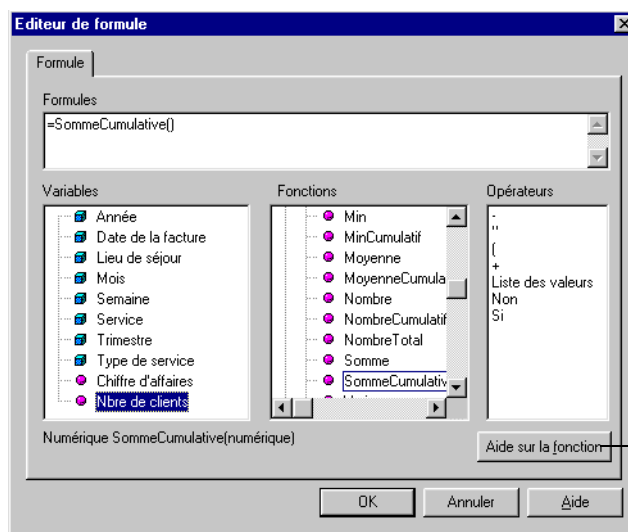 Editeur de formule
Formule
Formules
=SommeCumulative()
Variables
Année
Date de la facture
Lieu de séjour
Mois
Semaine
Service
Trimestre
Type de service
Chiffre d'affaires
Nbre de clients
Fonctions
Min
MinCumulatif
Moyenne
MoyenneCumula
Nombre
NombreCumulatif
NombreTotal
Somme
SommeCumulativ
Opérateurs
-
"
(
+
Liste des valeurs
Non
Si
Numérique SommeCumulative(numérique)
Aide sur la fonction
OK
Annuler
Aide